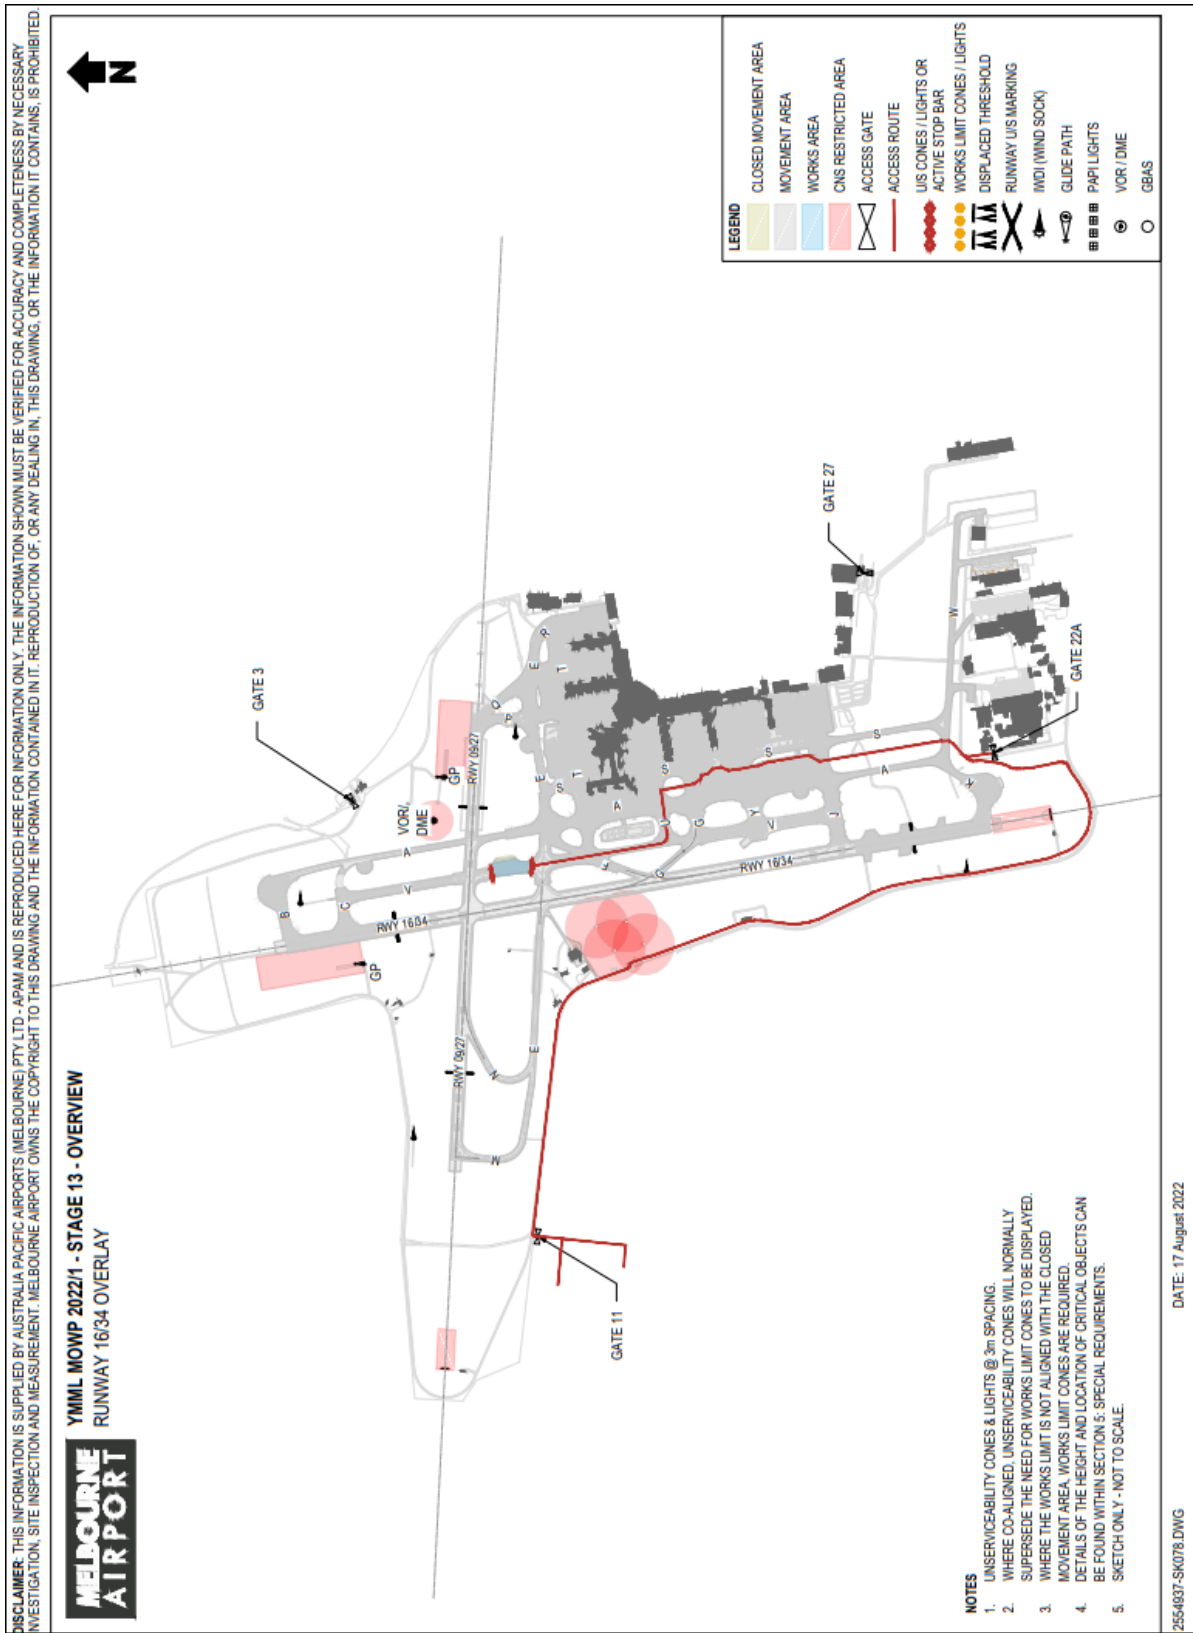 DISCLAIMER: THIS INFORMATION IS SUPPLIED BY AUSTRALIA PACIFIC AIRPORTS (MELBOURNE) PTY LTD - APAM AND IS REPRODUCED HERE FOR INFORMATION ONLY. THE INFORMATION SHOWN MUST BE VERIFIED FOR ACCURACY AND COMPLETENESS BY NECESSARY
INVESTIGATION, SITE INSPECTION AND MEASUREMENT. MELBOURNE AIRPORT OWNS THE COPYRIGHT TO THIS DRAWING AND THE INFORMATION CONTAINED IN IT. REPRODUCTION OF, OR ANY DEALING IN, THIS DRAWING, OR THE INFORMATION IT CONTAINS, IS PROHIBITED.
MELBOURNE
AIRPORT
YMML MOWP 2022/1 - STAGE 13 - OVERVIEW
RUNWAY 16/34 OVERLAY
N
GATE 3
GP
VOR/,
DME
GP
B
C
V
A
RWY 16/34
RWY 09/27
RWY 09/27
N
W
E
E
E
P
Q
R
T
T
S
A
S
U
G
F
G
Y
V
J
S
S
A
X
W
RWY 16/34
GATE 11
GATE 27
GATE 22A
LEGEND
CLOSED MOVEMENT AREA
MOVEMENT AREA
WORKS AREA
CNS RESTRICTED AREA
ACCESS GATE
ACCESS ROUTE
U/S CONES / LIGHTS OR
ACTIVE STOP BAR
WORKS LIMIT CONES / LIGHTS
DISPLACED THRESHOLD
RUNWAY U/S MARKING
IWDI (WIND SOCK)
GLIDE PATH
PAPI LIGHTS
VOR / DME
GBAS
NOTES
1. UNSERVICEABILITY CONES & LIGHTS @ 3m SPACING.
2. WHERE CO-ALIGNED, UNSERVICEABILITY CONES WILL NORMALLY
SUPERSEDE THE NEED FOR WORKS LIMIT CONES TO BE DISPLAYED.
3. WHERE THE WORKS LIMIT IS NOT ALIGNED WITH THE CLOSED
MOVEMENT AREA, WORKS LIMIT CONES ARE REQUIRED.
4. DETAILS OF THE HEIGHT AND LOCATION OF CRITICAL OBJECTS CAN
BE FOUND WITHIN SECTION 5: SPECIAL REQUIREMENTS.
5. SKETCH ONLY - NOT TO SCALE.
2554937-SK078.DWG
DATE: 17 August 2022